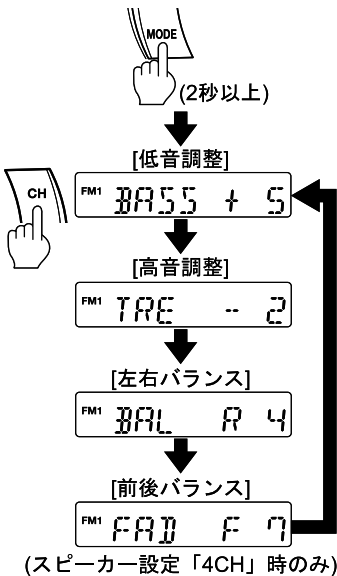 MODE
(2秒以上)
[低音調整]
CH
FM1 BASS + 5
[高音調整]
FM1 TRE - 2
[左右バランス]
FM1 BAL R 4
[前後バランス]
FM1 FAD F 7
(スピーカー設定「4CH」時のみ)